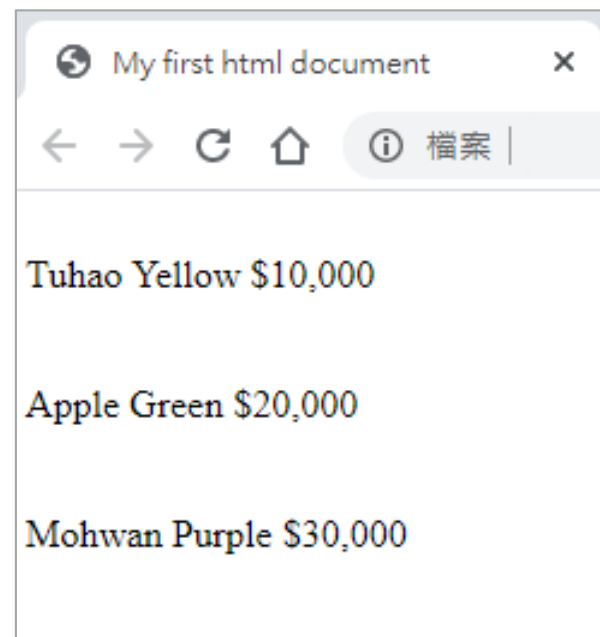 My first html document
檔案
Tuhao Yellow $10,000
Apple Green $20,000
Mohwan Purple $30,000